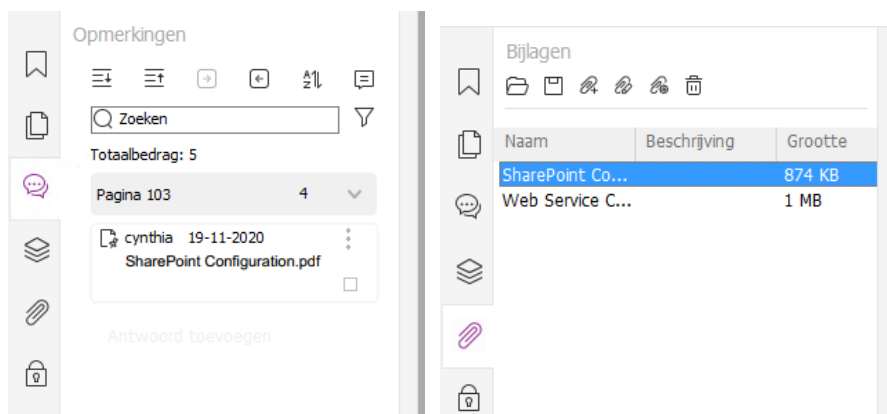 Opmerkingen
Zoeken
Totaalbedrag: 5
Pagina 103 4
cynthia 19-11-2020
SharePoint Configuration.pdf
Antwoord toevoegen
Bijlagen
Naam Beschrijving Grootte
SharePoint Co... 874 KB
Web Service C... 1 MB